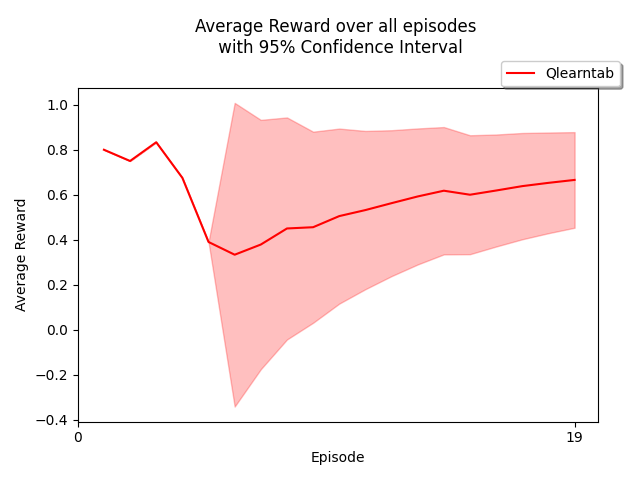 Average Reward over all episodes
with 95% Confidence Interval
Qlearntab
1.0
0.8
0.6
0.4
0.2
0.0
−0.2
−0.4
Average Reward
0
19
Episode